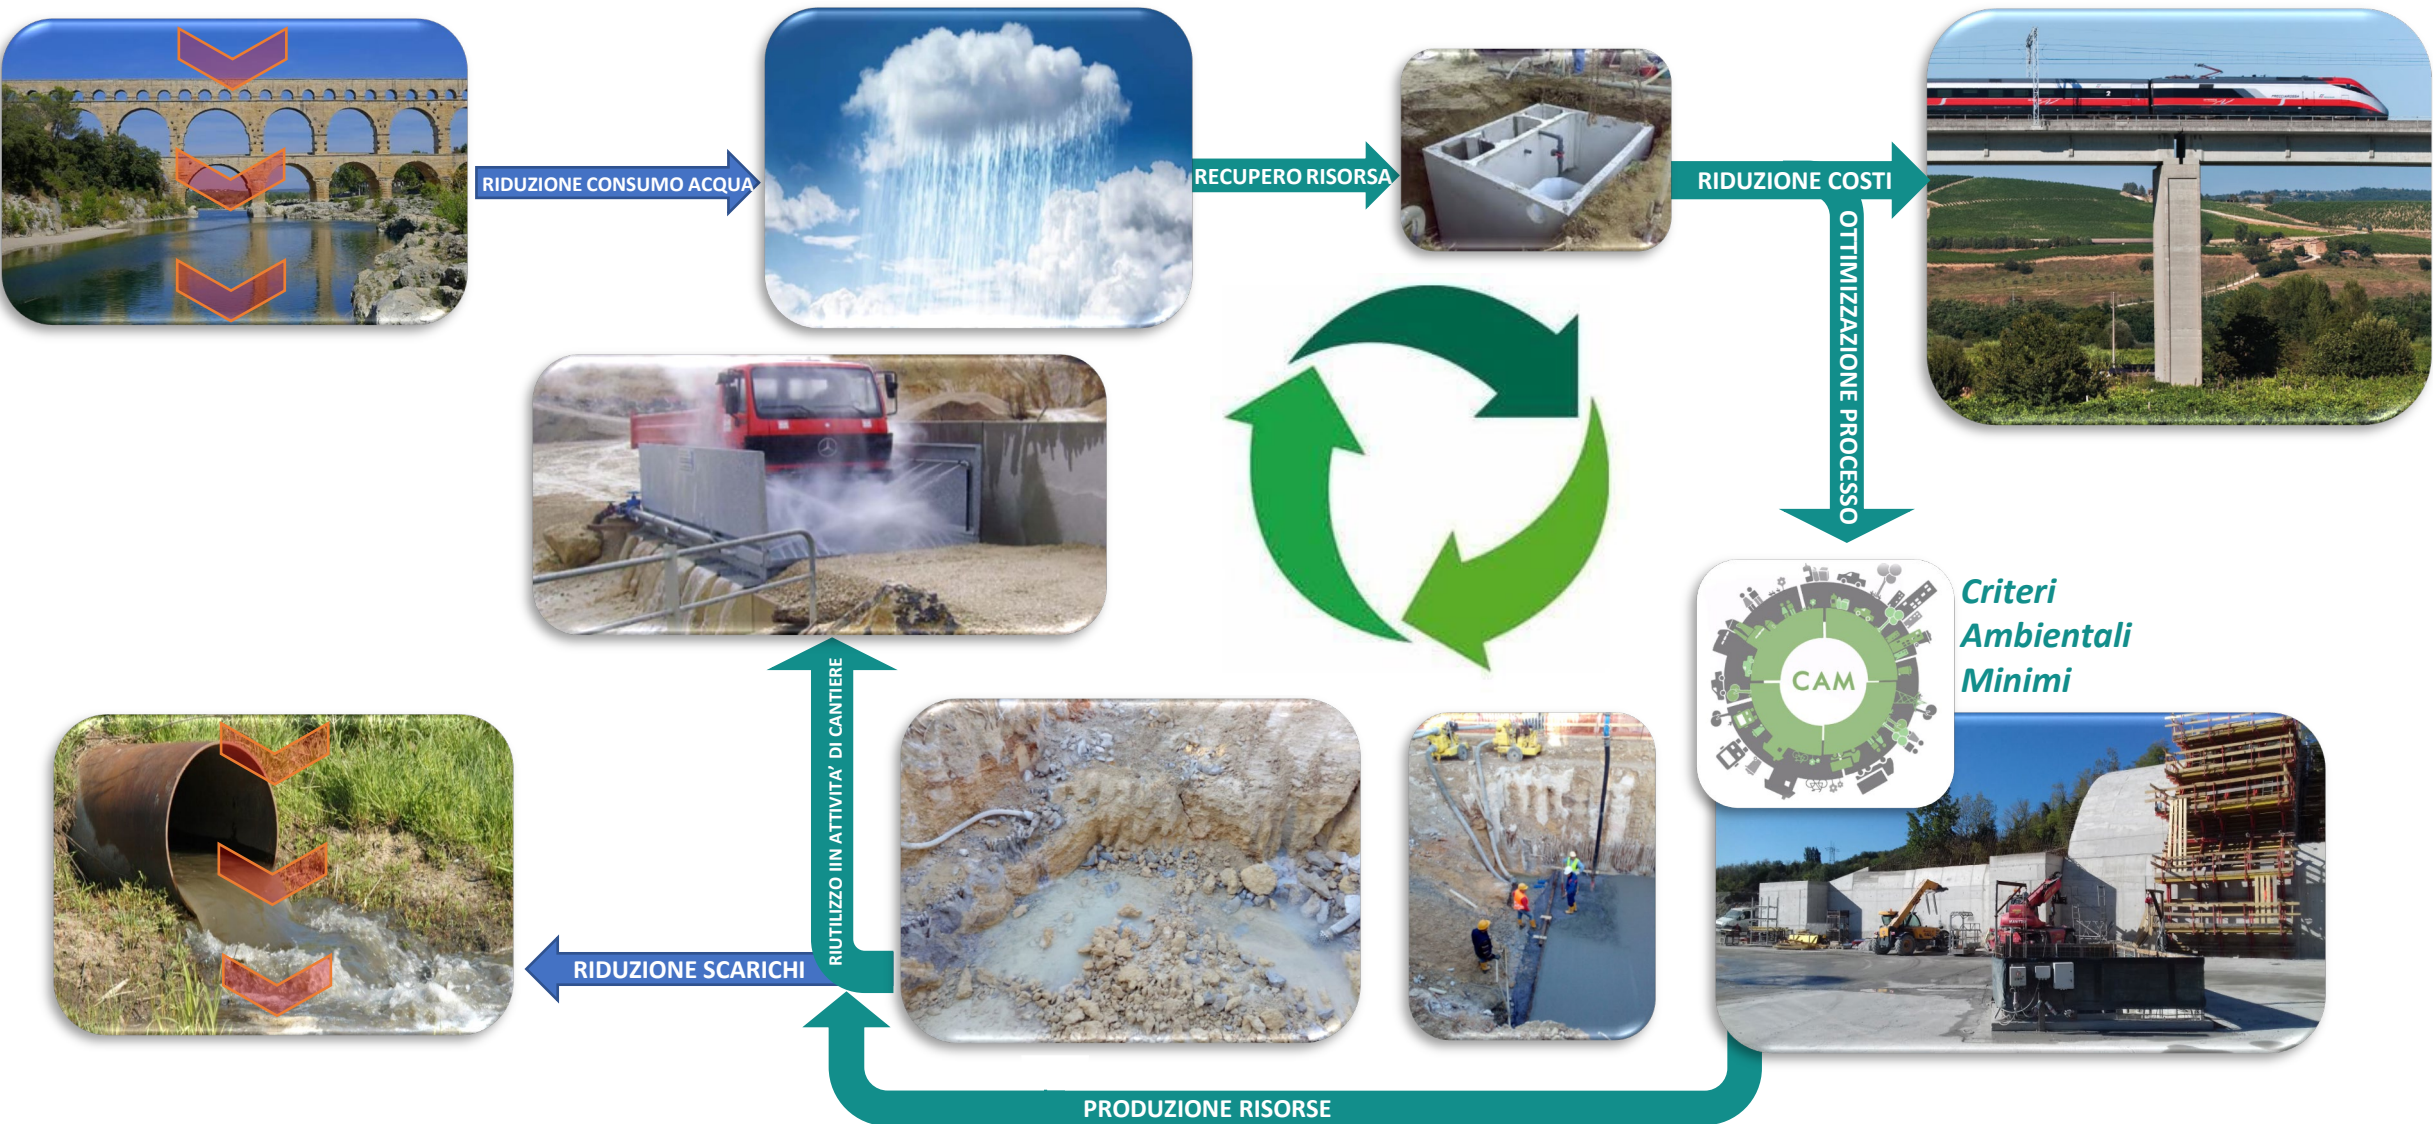 RIDUZIONE CONSUMO ACQUA
RECUPERO RISORSA
RIDUZIONE COSTI
OTTIMIZZAZIONE PROCESSO
Criteri
Ambientali
Minimi
CAM
RIUTILIZZO IIN ATTIVITA' DI CANTIERE
RIDUZIONE SCARICHI
PRODUZIONE RISORSE